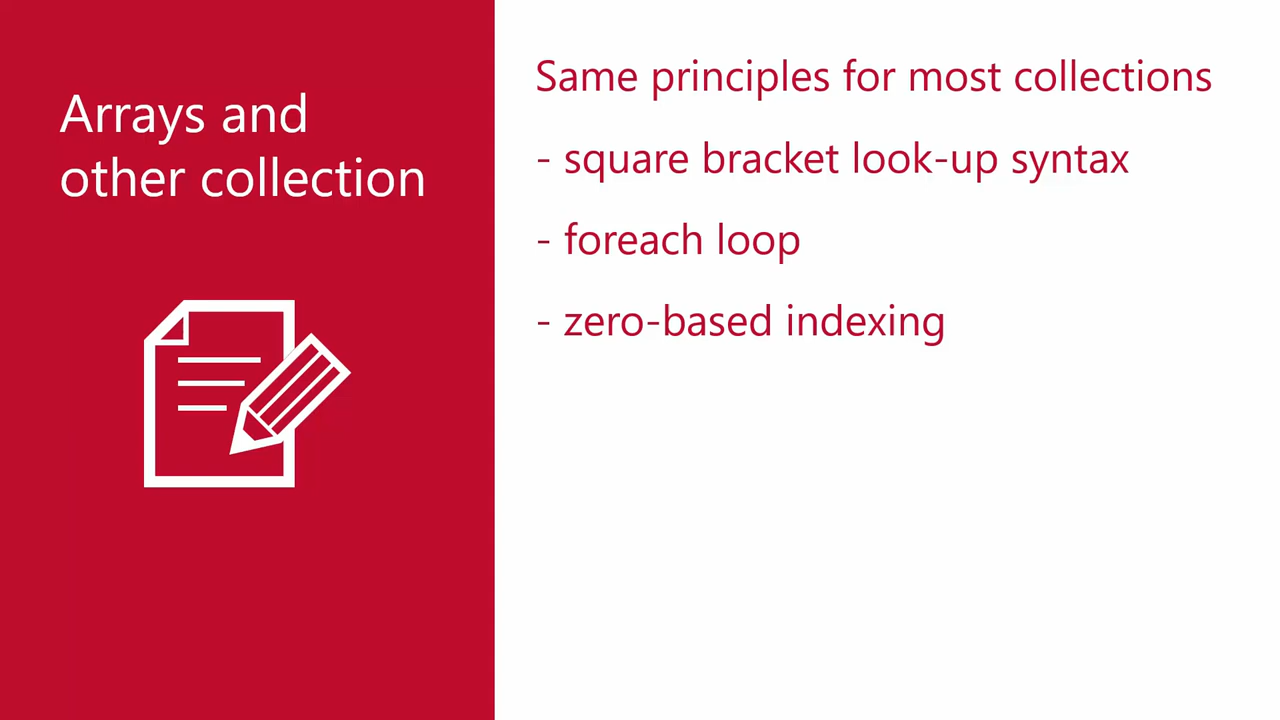 Arrays and
other collection
Same principles for most collections
- square bracket look-up syntax
- foreach loop
- zero-based indexing